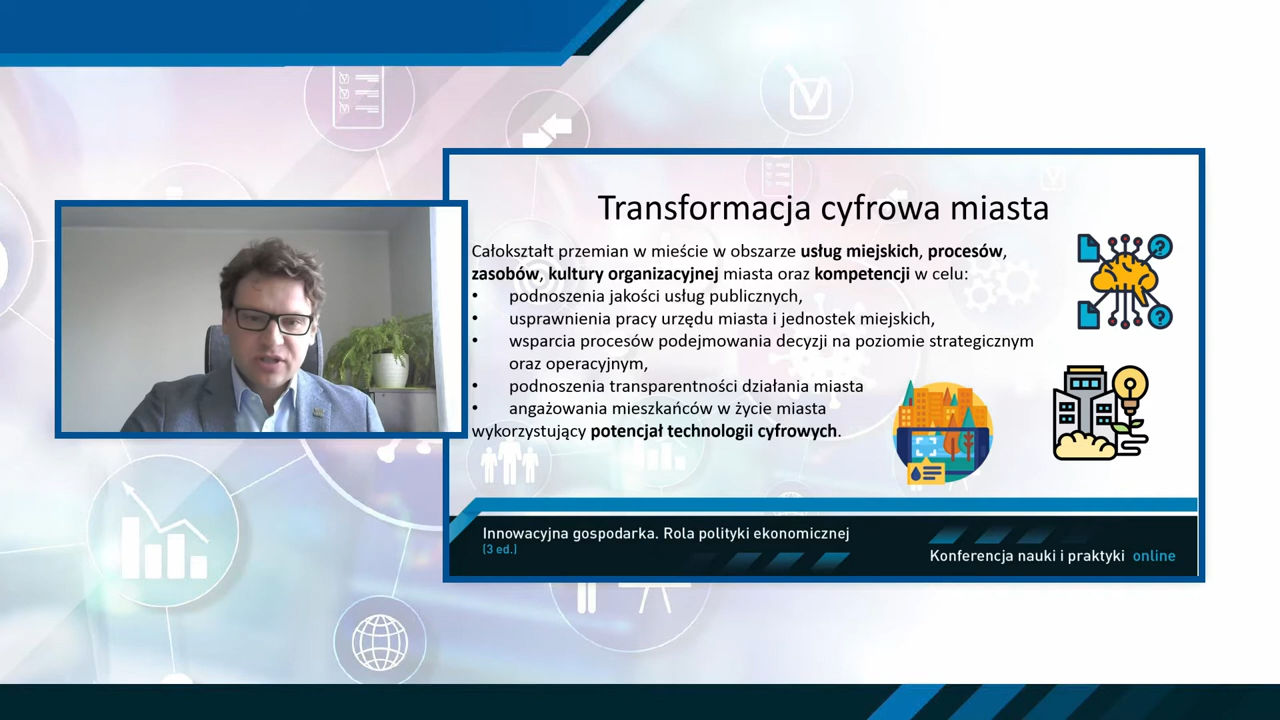 Transformacja cyfrowa miasta
Całokształt przemian w mieście w obszarze usług miejskich, procesów,
zasobów, kultury organizacyjnej miasta oraz kompetencji w celu:
• podnoszenia jakości usług publicznych,
• usprawnienia pracy urzędu miasta i jednostek miejskich,
• wsparcia procesów podejmowania decyzji na poziomie strategicznym
oraz operacyjnym,
• podnoszenia transparentności działania miasta
• angażowania mieszkańców w życie miasta
wykorzystujący potencjał technologii cyfrowych.
Innowacyjna gospodarka. Rola polityki ekonomicznej
(3 ed.)
Konferencja nauki i praktyki online